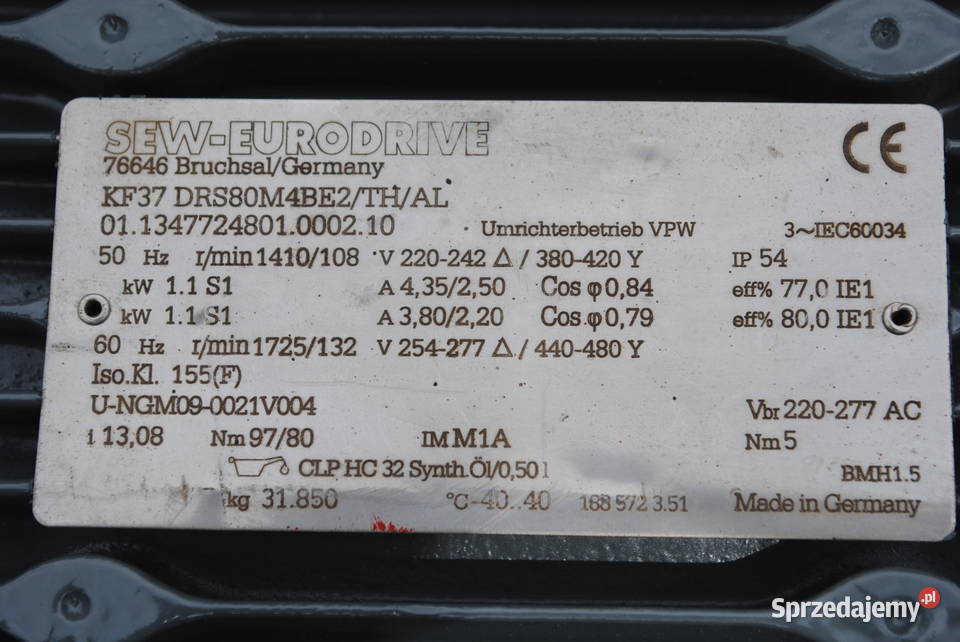 SEW-EURODRIVE
76646 Bruchsal/Germany
CE
KF37 DRS80M4BE2/TH/AL
01.1347724801.0002.10 Umrichterbetrieb VPW 3~IEC60034
50 Hz r/min 1410/108 V 220-242 Δ / 380-420 Y IP 54
kW 1.1 S1 A 4,35/2,50 Cos φ 0,84 eff% 77,0 IE1
kW 1.1 S1 A 3,80/2,20 Cos φ 0,79 eff% 80,0 IE1
60 Hz r/min 1725/132 V 254-277 Δ / 440-480 Y
Iso.Kl. 155(F)
U-NGM09-0021V004 Vbr 220-277 AC
i 13,08 Nm 97/80 IM M1A Nm 5
CLP HC 32 Synth.Öl/0,50 l BMH1.5
kg 31.850 °C -40..40 188 572 3.51 Made in Germany
Sprzedajemy.pl